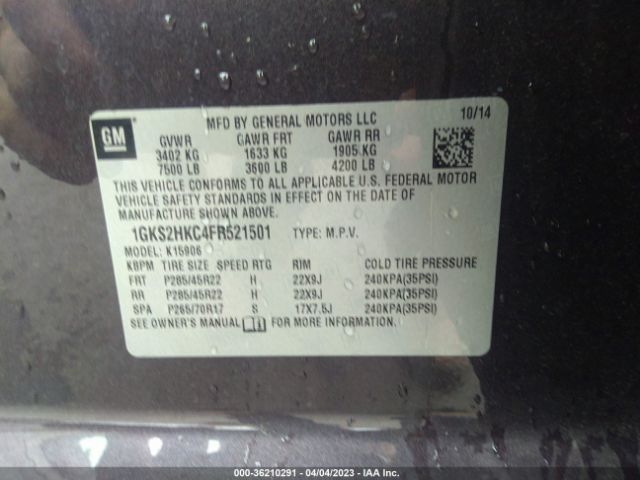 GM
MFD BY GENERAL MOTORS LLC
10/14
GVWR GAWR FRT GAWR RR
3402 KG 1633 KG 1905 KG
7500 LB 3600 LB 4200 LB
THIS VEHICLE CONFORMS TO ALL APPLICABLE U.S. FEDERAL MOTOR
VEHICLE SAFETY STANDARDS IN EFFECT ON THE DATE OF
MANUFACTURE SHOWN ABOVE.
1GKS2HKC4FR521501 TYPE: M.P.V.
MODEL: K15906
KBPM TIRE SIZE SPEED RTG RIM COLD TIRE PRESSURE
FRT P285/45R22 H 22X9J 240KPA(35PSI)
RR P285/45R22 H 22X9J 240KPA(35PSI)
SPA P265/70R17 S 17X7.5J 240KPA(35PSI)
SEE OWNER'S MANUAL FOR MORE INFORMATION.
000-36210291 - 04/04/2023 - IAA Inc.